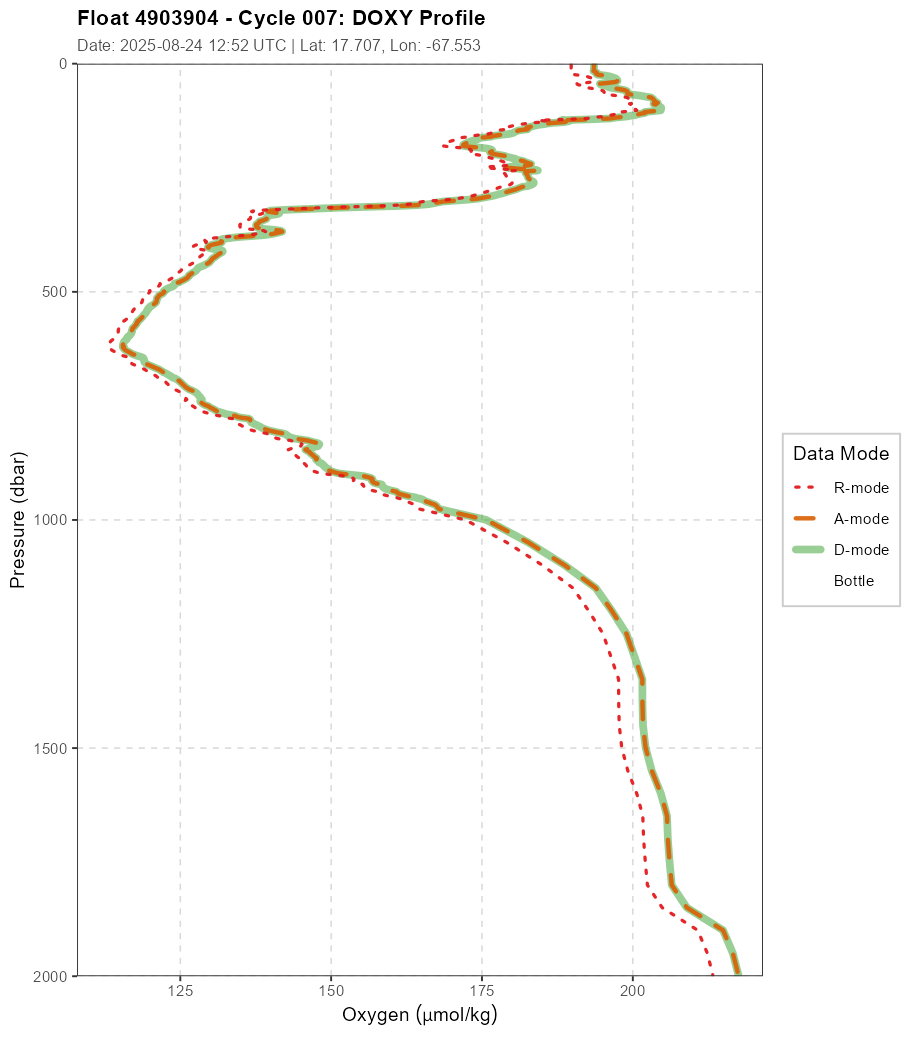 Float 4903904 - Cycle 007: DOXY Profile
Date: 2025-08-24 12:52 UTC | Lat: 17.707, Lon: -67.553
0
500
1000
1500
2000
Pressure (dbar)
125
150
175
200
Oxygen (μmol/kg)
Data Mode
R-mode
A-mode
D-mode
Bottle